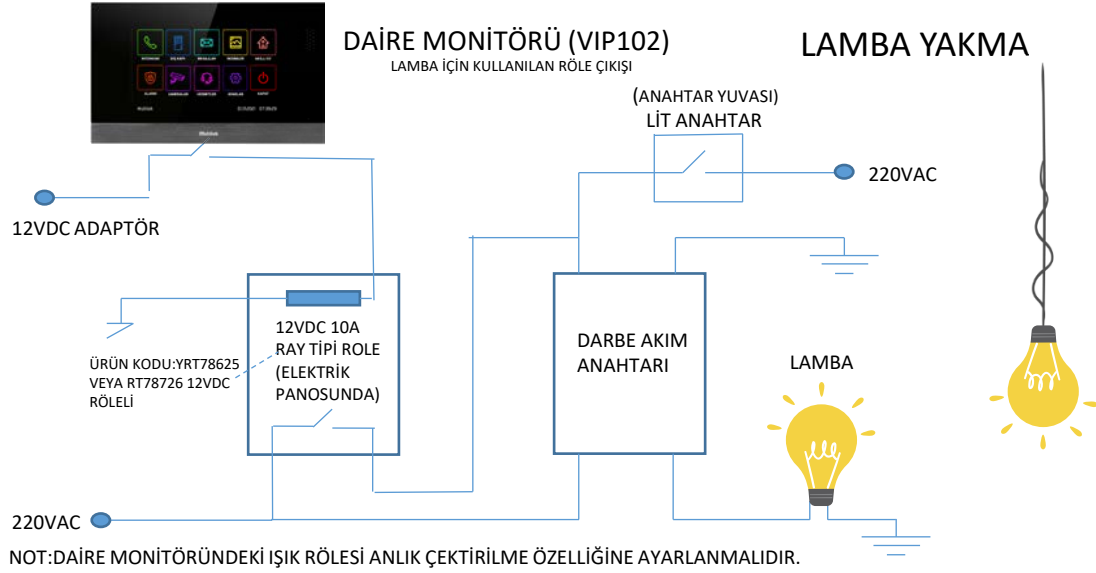 DAİRE MONİTÖRÜ (VIP102)
LAMBA İÇİN KULLANILAN RÖLE ÇIKIŞI
LAMBA YAKMA
(ANAHTAR YUVASI)
LİT ANAHTAR
220VAC
12VDC ADAPTÖR
12VDC 10A
RAY TİPİ ROLE
(ELEKTRİK
PANOSUNDA)
ÜRÜN KODU:YRT78625
VEYA RT78726 12VDC
RÖLELİ
DARBE AKIM
ANAHTARI
LAMBA
220VAC
NOT:DAİRE MONİTÖRÜNDEKİ IŞIK RÖLESİ ANLIK ÇEKTİRİLME ÖZELLİĞİNE AYARLANMALIDIR.